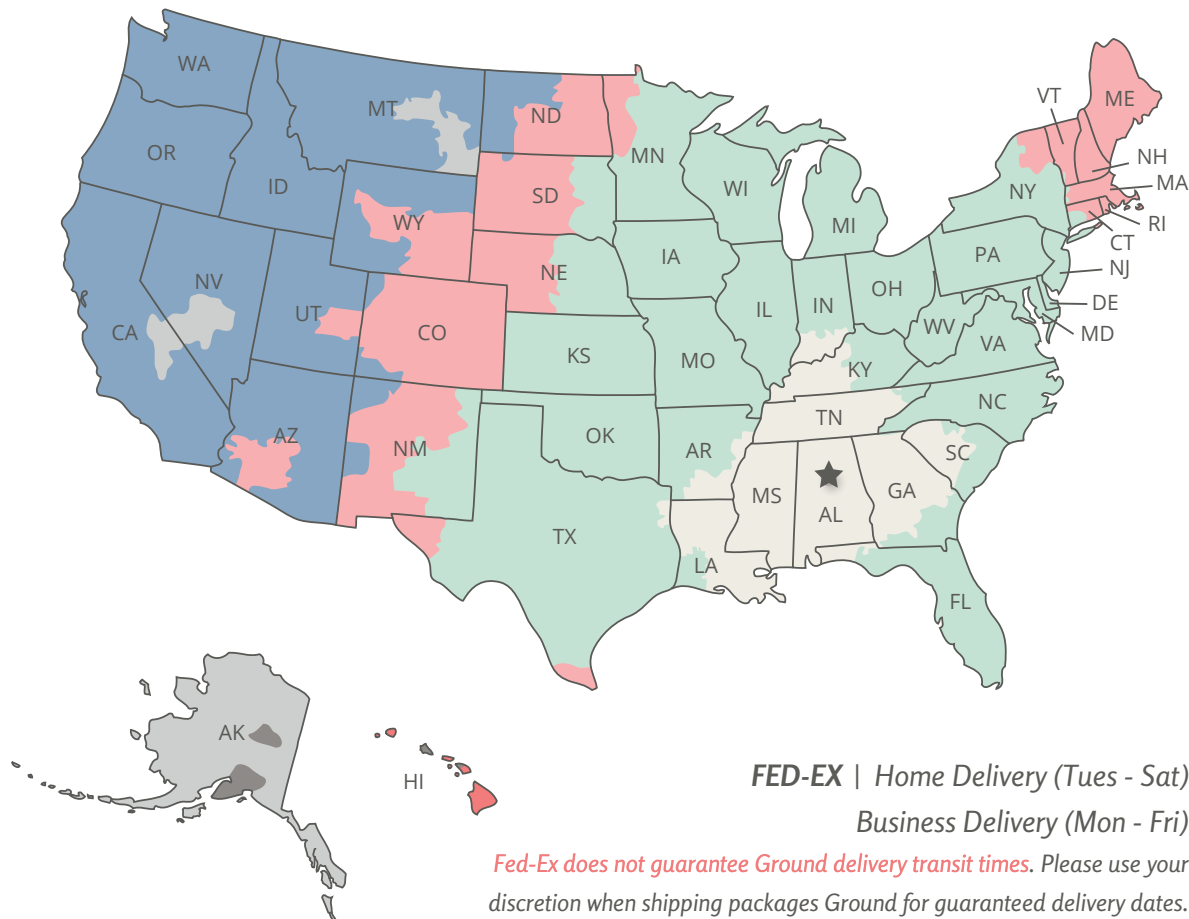 WA
MT
ND
VT
ME
OR
MN
NH
ID
WI
MA
SD
NY
WY
MI
RI
CT
IA
PA
NE
NJ
NV
OH
UT
IL
IN
DE
CA
CO
WV
MD
VA
KS
MO
KY
NC
TN
AZ
OK
NM
AR
SC
MS
GA
AL
TX
LA
FL
AK
HI
FED-EX | Home Delivery (Tues - Sat)
Business Delivery (Mon - Fri)
Fed-Ex does not guarantee Ground delivery transit times. Please use your
discretion when shipping packages Ground for guaranteed delivery dates.